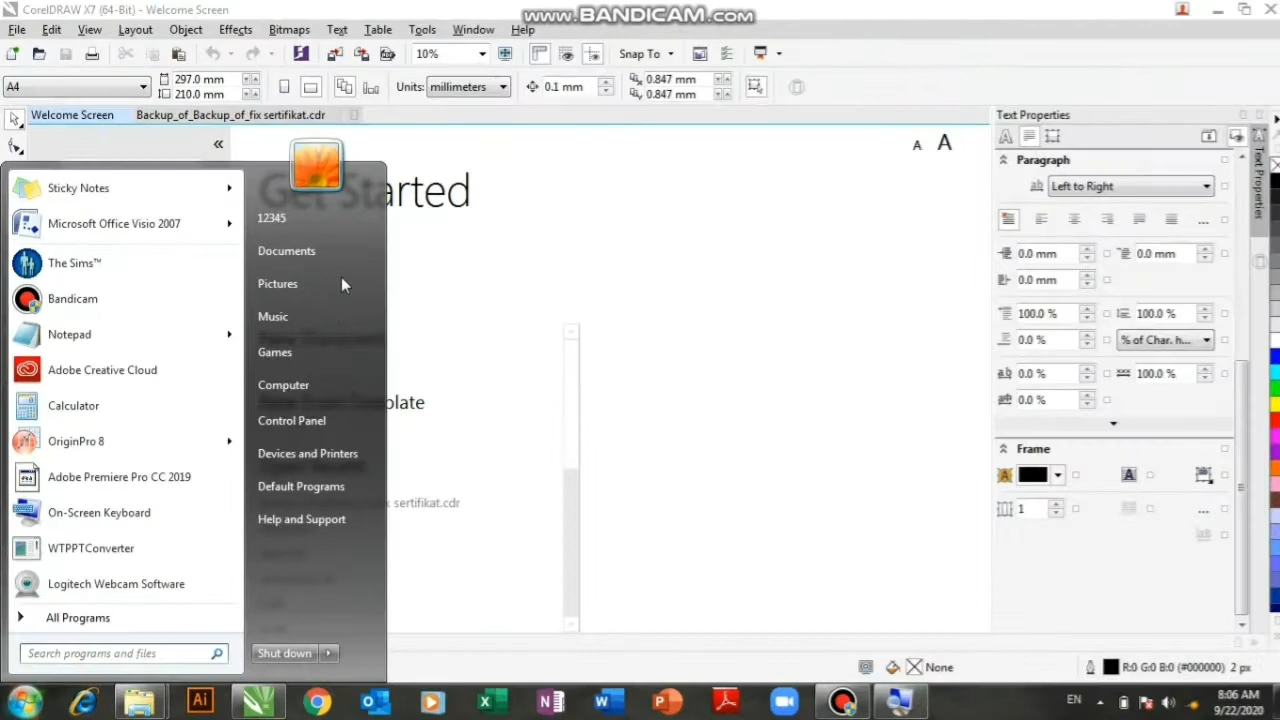 CorelDRAW X7 (64-Bit) - Welcome Screen
www.BANDICAM.com
File Edit View Layout Object Effects Bitmaps Text Table Tools Window Help
10% Snap To
A4 297.0 mm 210.0 mm Units: millimeters 0.1 mm 0.847 mm 0.847 mm
Welcome Screen Backup_of_Backup_of_fix sertifikat.cdr
Text Properties
A A
Get Started
Paragraph
Left to Right
0.0 mm 0.0 mm
0.0 mm
100.0 % 100.0 %
0.0 % % of Char. h...
0.0 % 100.0 %
0.0 %
Frame
1
Text Properties
Sticky Notes
Microsoft Office Visio 2007
The Sims™
Bandicam
Notepad
Adobe Creative Cloud
Calculator
OriginPro 8
Adobe Premiere Pro CC 2019
On-Screen Keyboard
WTPPTConverter
Logitech Webcam Software
All Programs
Search programs and files
12345
Documents
Pictures
Music
Games
Computer
Control Panel
Devices and Printers
Default Programs
Help and Support
Shut down
sertifikat.cdr
None R:0 G:0 B:0 (#000000) 2 px
Ai
EN
8:06 AM
9/22/2020